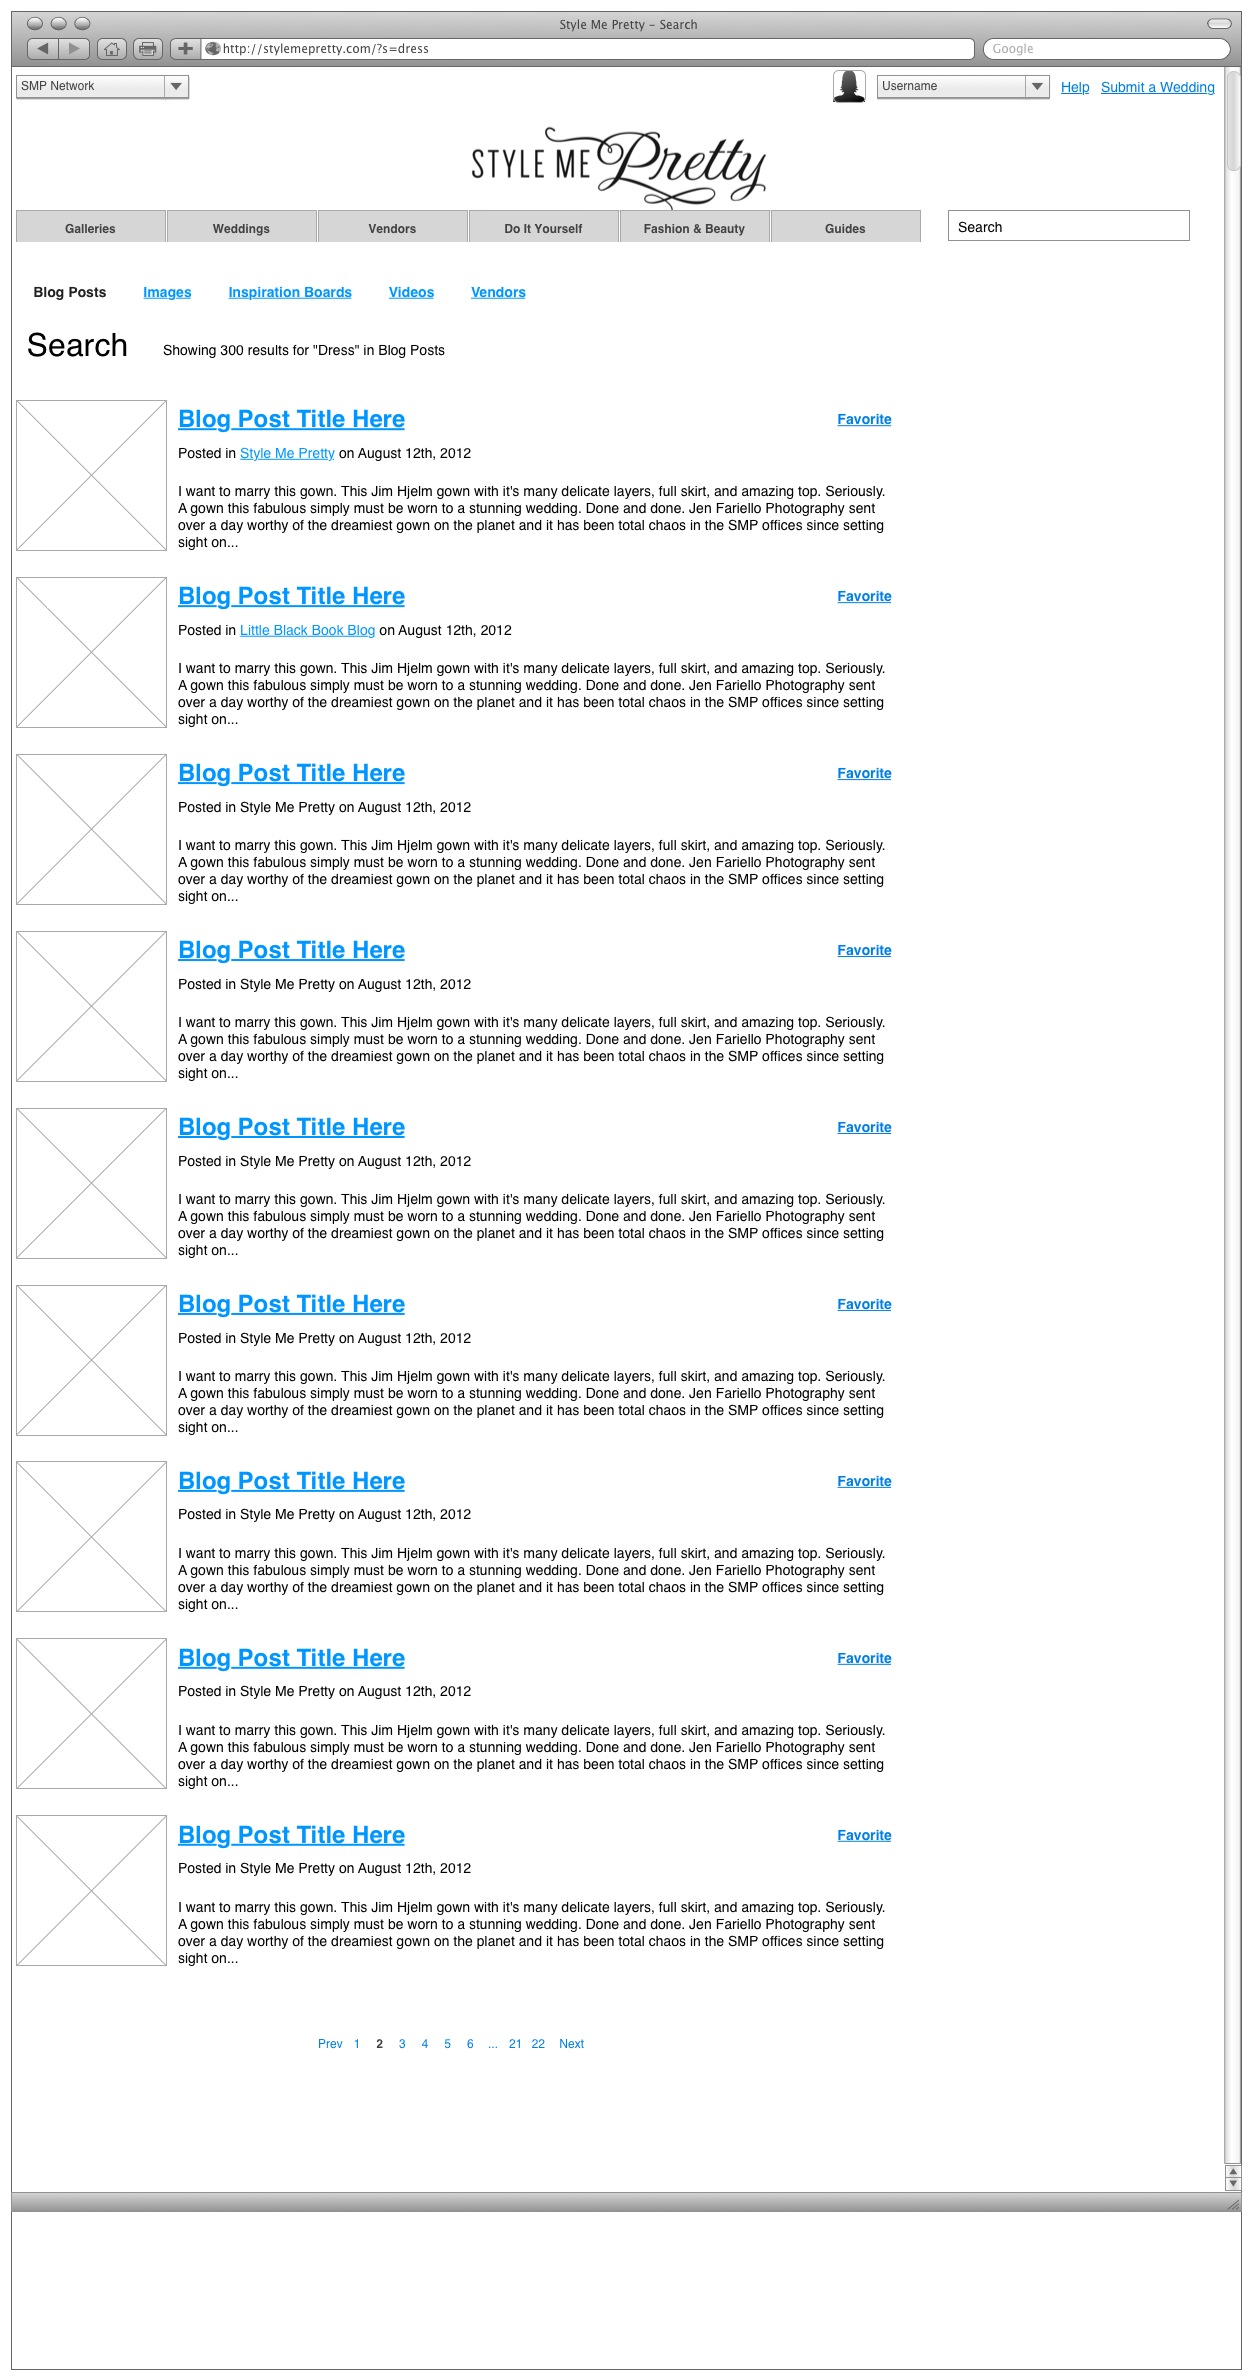 Style Me Pretty – Search
http://stylemepretty.com/?s=dress
Google
SMP Network
Username
Help Submit a Wedding
STYLE ME Pretty
Galleries Weddings Vendors Do It Yourself Fashion & Beauty Guides Search
Blog Posts Images Inspiration Boards Videos Vendors
Search Showing 300 results for "Dress" in Blog Posts
Blog Post Title Here Favorite
Posted in Style Me Pretty on August 12th, 2012
I want to marry this gown. This Jim Hjelm gown with it's many delicate layers, full skirt, and amazing top. Seriously.
A gown this fabulous simply must be worn to a stunning wedding. Done and done. Jen Fariello Photography sent
over a day worthy of the dreamiest gown on the planet and it has been total chaos in the SMP offices since setting
sight on...
Blog Post Title Here Favorite
Posted in Little Black Book Blog on August 12th, 2012
I want to marry this gown. This Jim Hjelm gown with it's many delicate layers, full skirt, and amazing top. Seriously.
A gown this fabulous simply must be worn to a stunning wedding. Done and done. Jen Fariello Photography sent
over a day worthy of the dreamiest gown on the planet and it has been total chaos in the SMP offices since setting
sight on...
Blog Post Title Here Favorite
Posted in Style Me Pretty on August 12th, 2012
I want to marry this gown. This Jim Hjelm gown with it's many delicate layers, full skirt, and amazing top. Seriously.
A gown this fabulous simply must be worn to a stunning wedding. Done and done. Jen Fariello Photography sent
over a day worthy of the dreamiest gown on the planet and it has been total chaos in the SMP offices since setting
sight on...
Blog Post Title Here Favorite
Posted in Style Me Pretty on August 12th, 2012
I want to marry this gown. This Jim Hjelm gown with it's many delicate layers, full skirt, and amazing top. Seriously.
A gown this fabulous simply must be worn to a stunning wedding. Done and done. Jen Fariello Photography sent
over a day worthy of the dreamiest gown on the planet and it has been total chaos in the SMP offices since setting
sight on...
Blog Post Title Here Favorite
Posted in Style Me Pretty on August 12th, 2012
I want to marry this gown. This Jim Hjelm gown with it's many delicate layers, full skirt, and amazing top. Seriously.
A gown this fabulous simply must be worn to a stunning wedding. Done and done. Jen Fariello Photography sent
over a day worthy of the dreamiest gown on the planet and it has been total chaos in the SMP offices since setting
sight on...
Blog Post Title Here Favorite
Posted in Style Me Pretty on August 12th, 2012
I want to marry this gown. This Jim Hjelm gown with it's many delicate layers, full skirt, and amazing top. Seriously.
A gown this fabulous simply must be worn to a stunning wedding. Done and done. Jen Fariello Photography sent
over a day worthy of the dreamiest gown on the planet and it has been total chaos in the SMP offices since setting
sight on...
Blog Post Title Here Favorite
Posted in Style Me Pretty on August 12th, 2012
I want to marry this gown. This Jim Hjelm gown with it's many delicate layers, full skirt, and amazing top. Seriously.
A gown this fabulous simply must be worn to a stunning wedding. Done and done. Jen Fariello Photography sent
over a day worthy of the dreamiest gown on the planet and it has been total chaos in the SMP offices since setting
sight on...
Blog Post Title Here Favorite
Posted in Style Me Pretty on August 12th, 2012
I want to marry this gown. This Jim Hjelm gown with it's many delicate layers, full skirt, and amazing top. Seriously.
A gown this fabulous simply must be worn to a stunning wedding. Done and done. Jen Fariello Photography sent
over a day worthy of the dreamiest gown on the planet and it has been total chaos in the SMP offices since setting
sight on...
Blog Post Title Here Favorite
Posted in Style Me Pretty on August 12th, 2012
I want to marry this gown. This Jim Hjelm gown with it's many delicate layers, full skirt, and amazing top. Seriously.
A gown this fabulous simply must be worn to a stunning wedding. Done and done. Jen Fariello Photography sent
over a day worthy of the dreamiest gown on the planet and it has been total chaos in the SMP offices since setting
sight on...
Prev 1 2 3 4 5 6 ... 21 22 Next